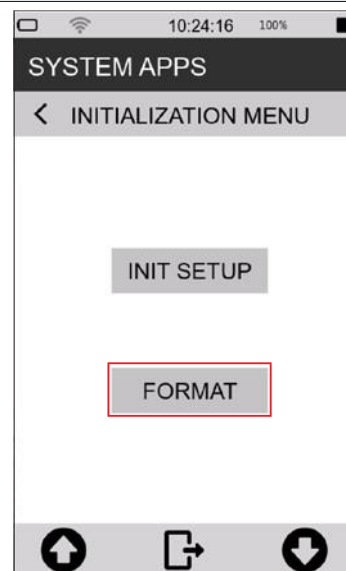 10:24:16 100%
SYSTEM APPS
INITIALIZATION MENU
INIT SETUP
FORMAT